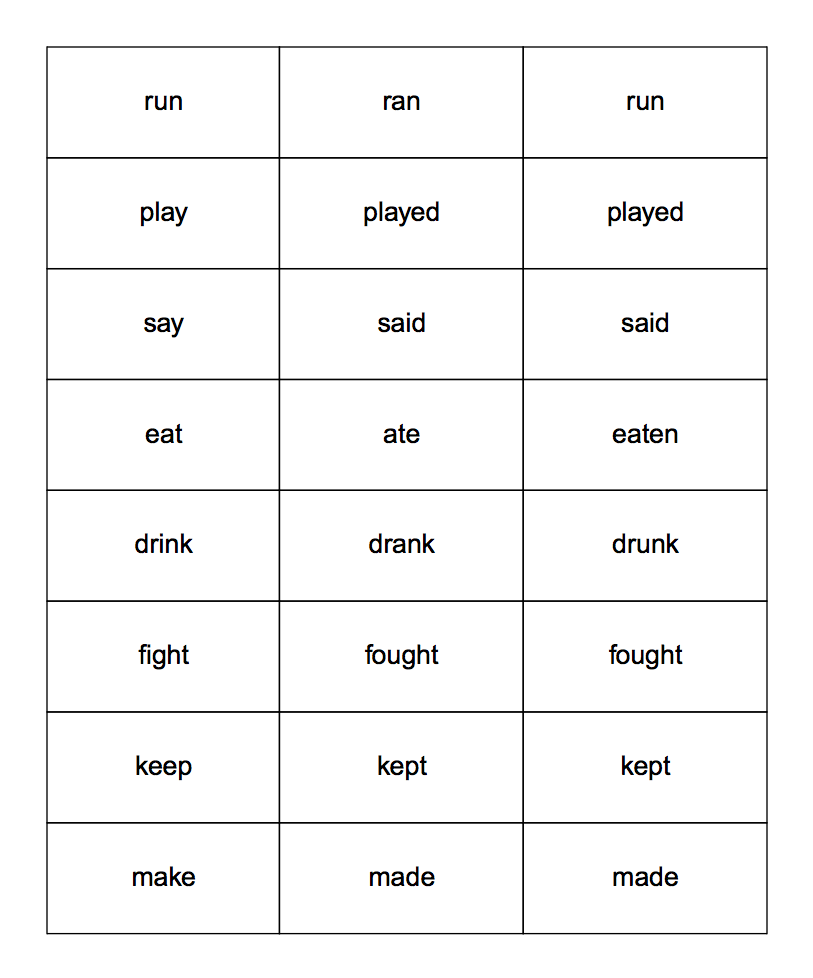 run ran run
play played played
say said said
eat ate eaten
drink drank drunk
fight fought fought
keep kept kept
make made made